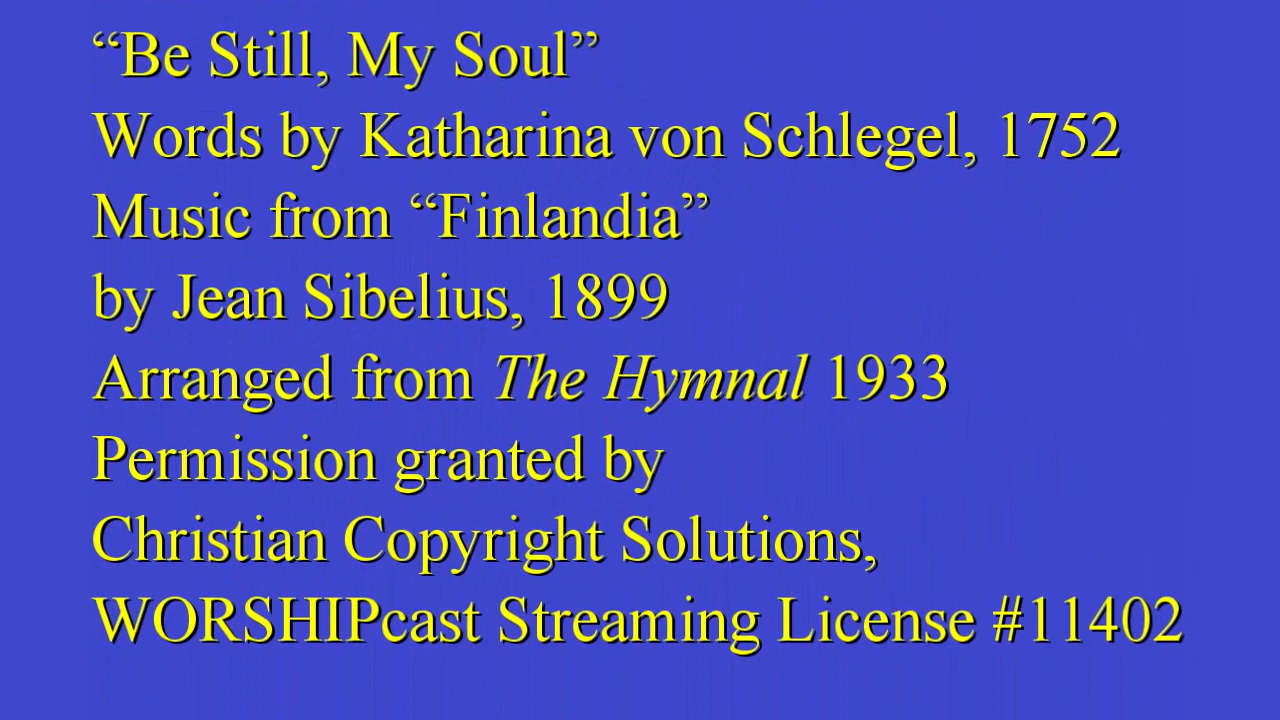 “Be Still, My Soul”
Words by Katharina von Schlegel, 1752
Music from “Finlandia”
by Jean Sibelius, 1899
Arranged from The Hymnal 1933
Permission granted by
Christian Copyright Solutions,
WORSHIPcast Streaming License #11402